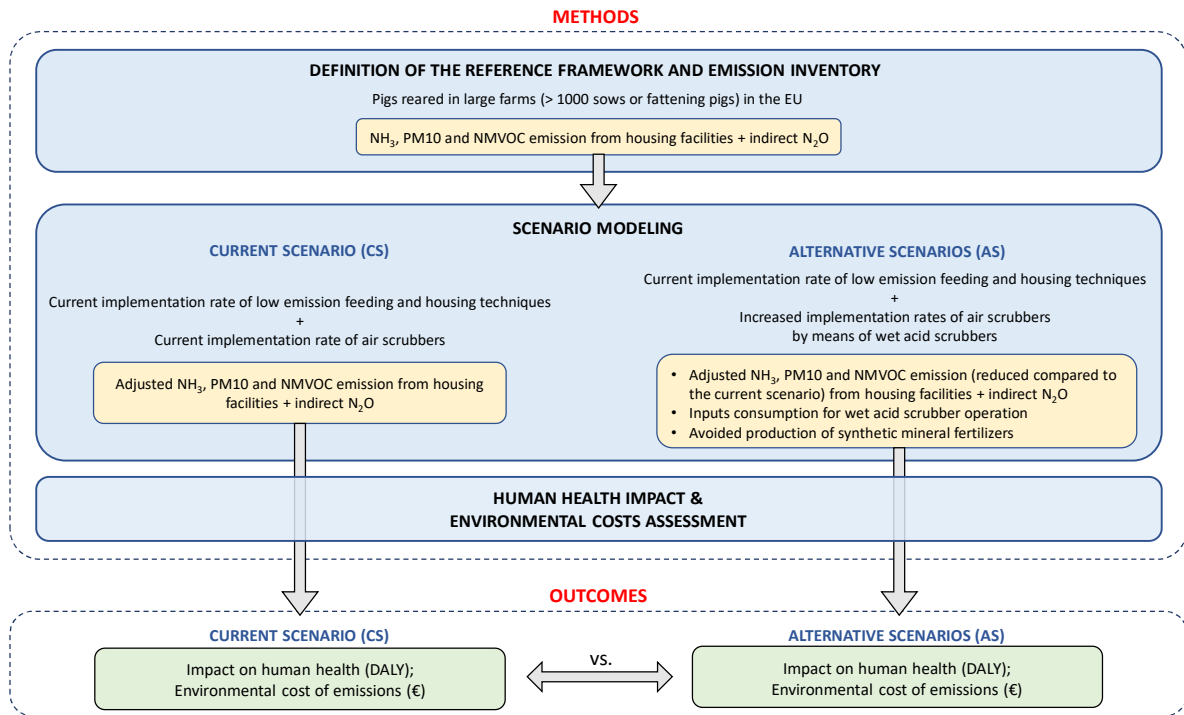 METHODS
DEFINITION OF THE REFERENCE FRAMEWORK AND EMISSION INVENTORY
Pigs reared in large farms (> 1000 sows or fattening pigs) in the EU
NH₃, PM10 and NMVOC emission from housing facilities + indirect N₂O
SCENARIO MODELING
CURRENT SCENARIO (CS)
Current implementation rate of low emission feeding and housing techniques
+
Current implementation rate of air scrubbers
Adjusted NH₃, PM10 and NMVOC emission from housing
facilities + indirect N₂O
ALTERNATIVE SCENARIOS (AS)
Current implementation rate of low emission feeding and housing techniques
+
Increased implementation rates of air scrubbers
by means of wet acid scrubbers
• Adjusted NH₃, PM10 and NMVOC emission (reduced compared to
the current scenario) from housing facilities + indirect N₂O
• Inputs consumption for wet acid scrubber operation
• Avoided production of synthetic mineral fertilizers
HUMAN HEALTH IMPACT &
ENVIRONMENTAL COSTS ASSESSMENT
OUTCOMES
CURRENT SCENARIO (CS)
Impact on human health (DALY);
Environmental cost of emissions (€)
vs.
ALTERNATIVE SCENARIOS (AS)
Impact on human health (DALY);
Environmental cost of emissions (€)